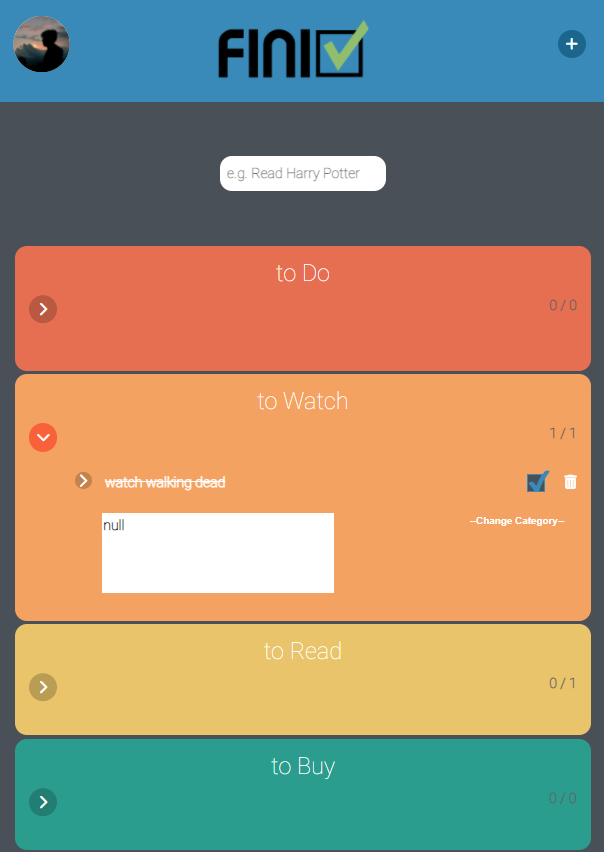 FINI
e.g. Read Harry Potter
to Do
0 / 0
to Watch
1 / 1
watch walking dead
null
--Change Category--
to Read
0 / 1
to Buy
0 / 0